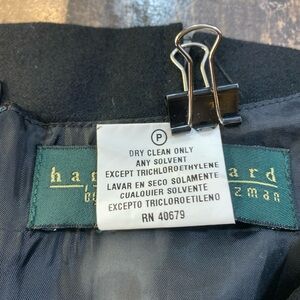 P
DRY CLEAN ONLY
ANY SOLVENT
EXCEPT TRICHLOROETHYLENE
LAVAR EN SECO SOLAMENTE
CUALQUIER SOLVENTE
EXCEPTO TRICLOROETILENO
RN 40679